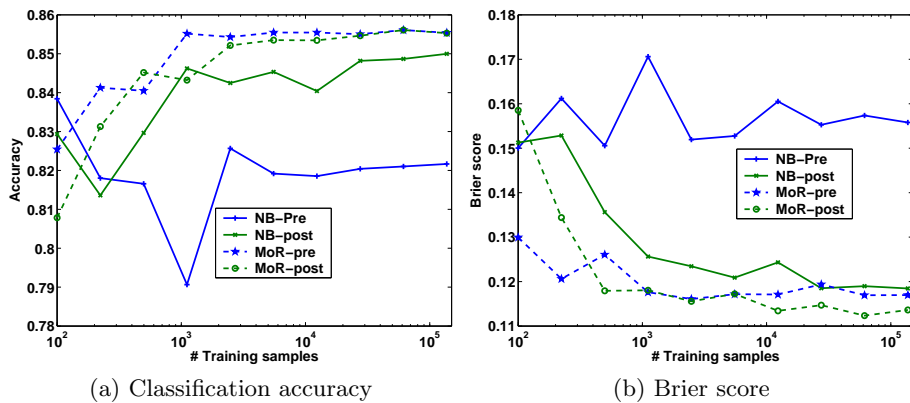 0.86
0.85
0.84
0.83
0.82
0.81
0.8
0.79
0.78
Accuracy
NB-Pre
NB-post
MoR-pre
MoR-post
10^2
10^3
10^4
10^5
# Training samples
(a) Classification accuracy
0.18
0.17
0.16
0.15
0.14
0.13
0.12
0.11
Brier score
NB-Pre
NB-post
MoR-pre
MoR-post
10^2
10^3
10^4
10^5
# Training samples
(b) Brier score